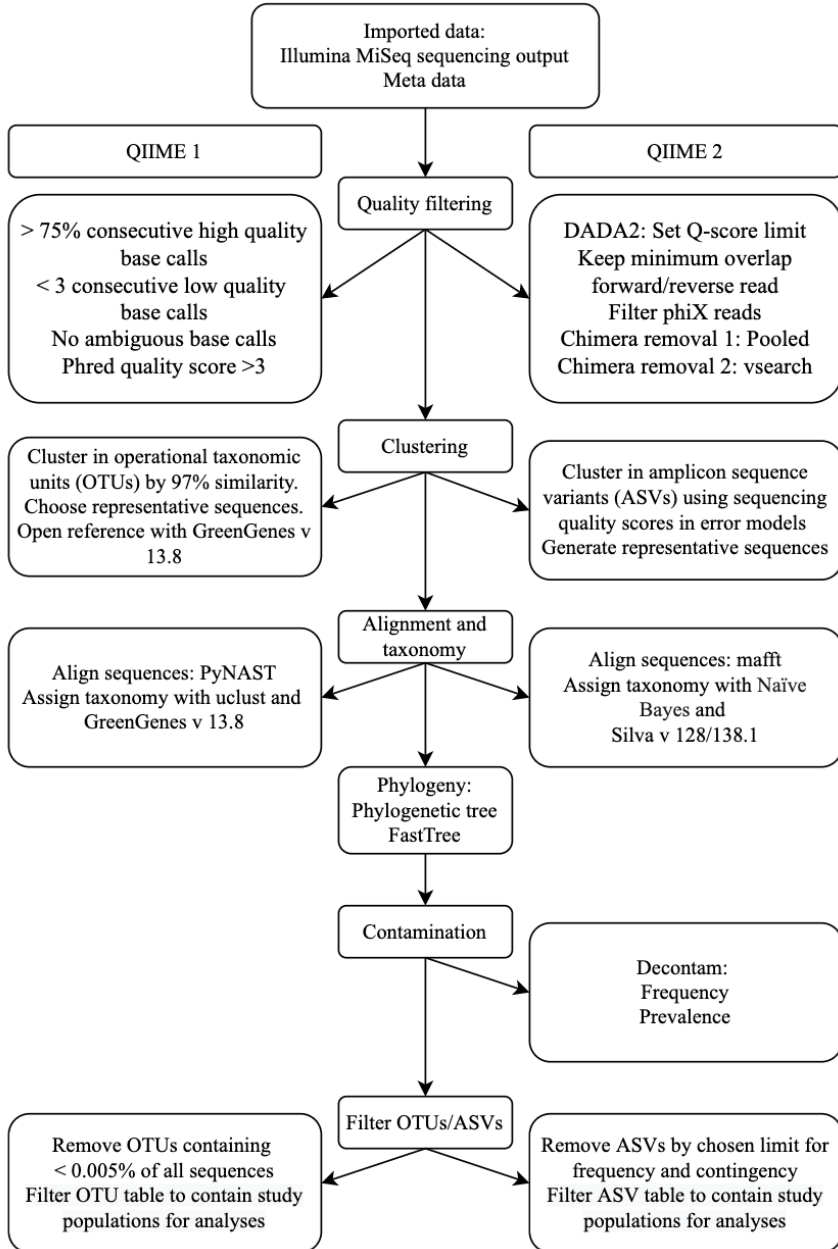 Imported data:
Illumina MiSeq sequencing output
Meta data
QIIME 1
QIIME 2
Quality filtering
> 75% consecutive high quality
base calls
< 3 consecutive low quality
base calls
No ambiguous base calls
Phred quality score >3
DADA2: Set Q-score limit
Keep minimum overlap
forward/reverse read
Filter phiX reads
Chimera removal 1: Pooled
Chimera removal 2: vsearch
Clustering
Cluster in operational taxonomic
units (OTUs) by 97% similarity.
Choose representative sequences.
Open reference with GreenGenes v
13.8
Cluster in amplicon sequence
variants (ASVs) using sequencing
quality scores in error models
Generate representative sequences
Alignment and
taxonomy
Align sequences: PyNAST
Assign taxonomy with uclust and
GreenGenes v 13.8
Align sequences: mafft
Assign taxonomy with Naïve
Bayes and
Silva v 128/138.1
Phylogeny:
Phylogenetic tree
FastTree
Contamination
Decontam:
Frequency
Prevalence
Filter OTUs/ASVs
Remove OTUs containing
< 0.005% of all sequences
Filter OTU table to contain study
populations for analyses
Remove ASVs by chosen limit for
frequency and contingency
Filter ASV table to contain study
populations for analyses